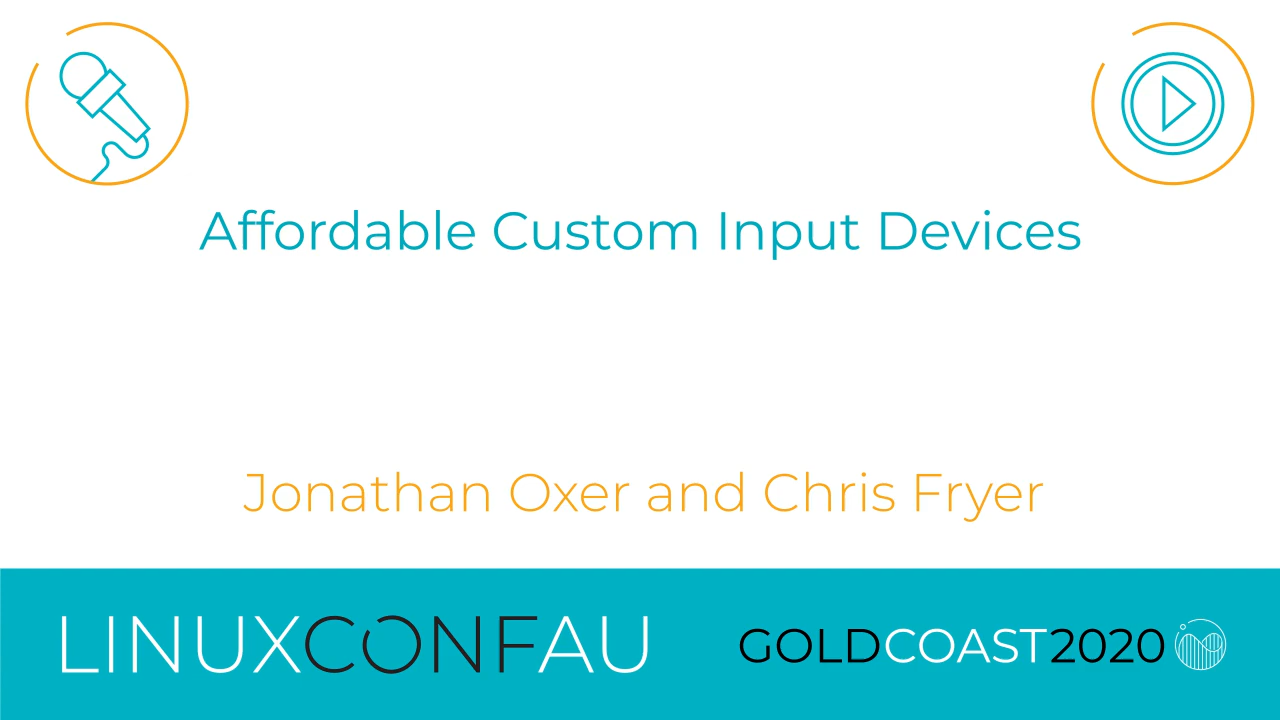 Affordable Custom Input Devices
Jonathan Oxer and Chris Fryer
LINUXCONFAU
GOLDCOAST2020